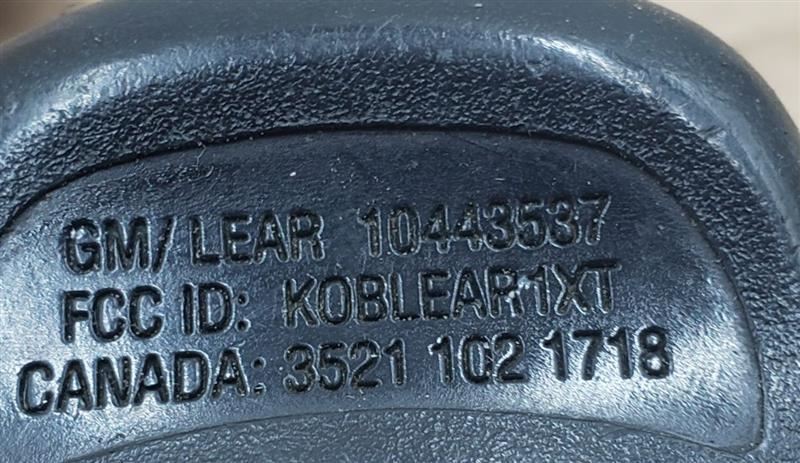 GM/ LEAR 10443537
FCC ID: KOBLEAR1XT
CANADA: 3521 102 1718